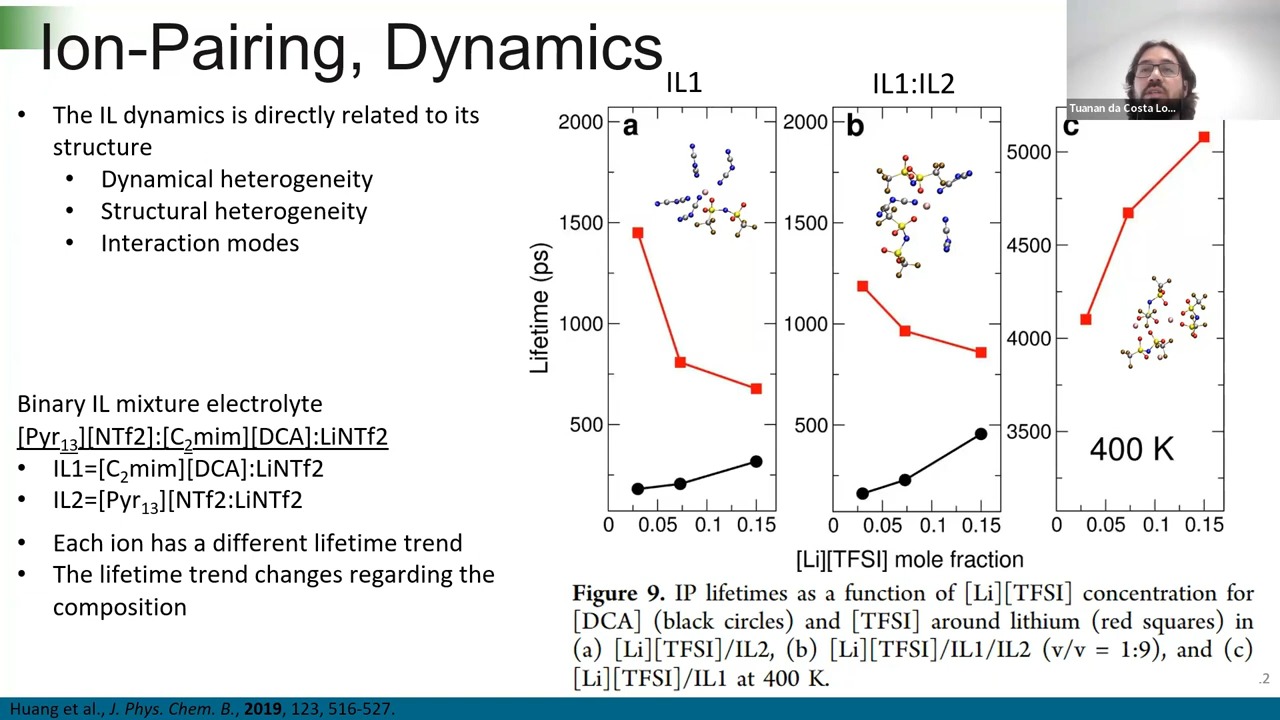 Ion-Pairing, Dynamics
• The IL dynamics is directly related to its
structure
• Dynamical heterogeneity
• Structural heterogeneity
• Interaction modes
Binary IL mixture electrolyte
[Pyr13][NTf2]:[C2mim][DCA]:LiNTf2
• IL1=[C2mim][DCA]:LiNTf2
• IL2=[Pyr13][NTf2:LiNTf2
• Each ion has a different lifetime trend
• The lifetime trend changes regarding the
composition
IL1
IL1:IL2
Tuanan da Costa Lo...
Lifetime (ps)
a
2000
1500
1000
500
0 0.05 0.1 0.15
b
2000
1500
1000
500
0 0.05 0.1 0.15
c
5000
4500
4000
3500
400 K
0 0.05 0.1 0.15
[Li][TFSI] mole fraction
Figure 9. IP lifetimes as a function of [Li][TFSI] concentration for
[DCA] (black circles) and [TFSI] around lithium (red squares) in
(a) [Li][TFSI]/IL2, (b) [Li][TFSI]/IL1/IL2 (v/v = 1:9), and (c)
[Li][TFSI]/IL1 at 400 K.
.2
Huang et al., J. Phys. Chem. B., 2019, 123, 516-527.